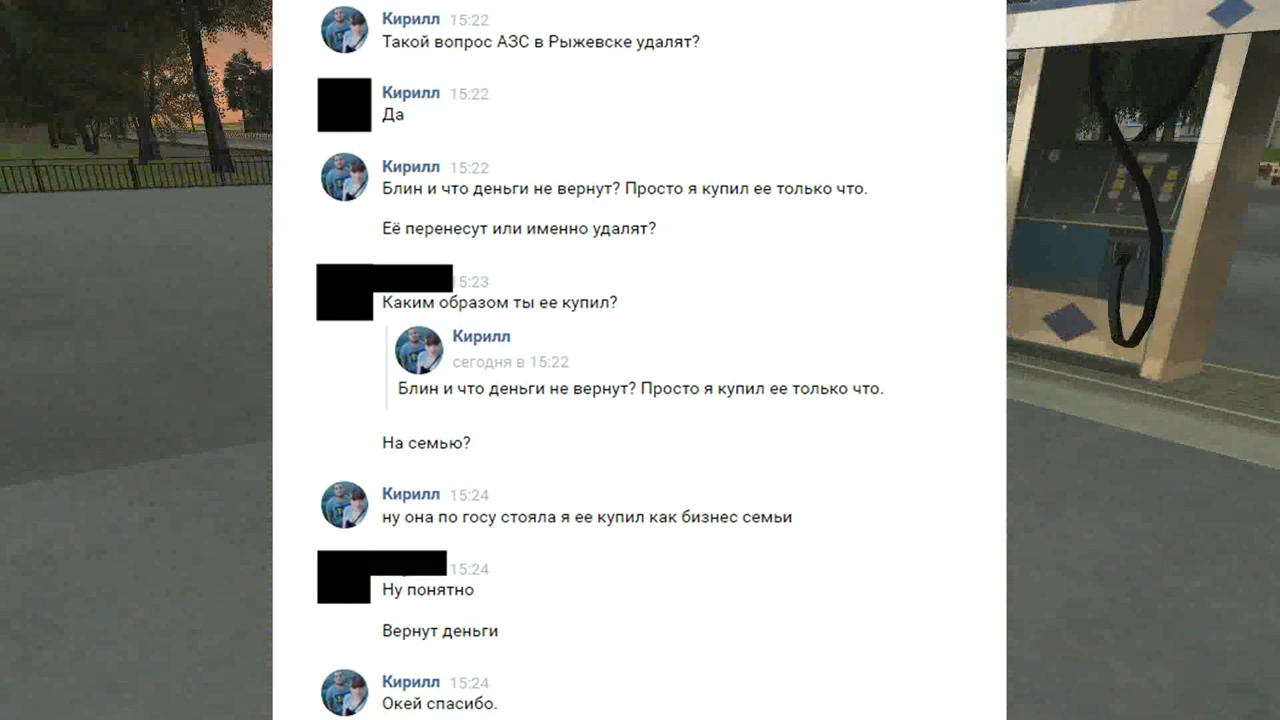 Кирилл 15:22
Такой вопрос АЗС в Рыжевске удалят?
Кирилл 15:22
Да
Кирилл 15:22
Блин и что деньги не вернут? Просто я купил ее только что.
Её перенесут или именно удалят?
15:23
Каким образом ты ее купил?
Кирилл
сегодня в 15:22
Блин и что деньги не вернут? Просто я купил ее только что.
На семью?
Кирилл 15:24
ну она по госу стояла я ее купил как бизнес семьи
15:24
Ну понятно
Вернут деньги
Кирилл 15:24
Окей спасибо.